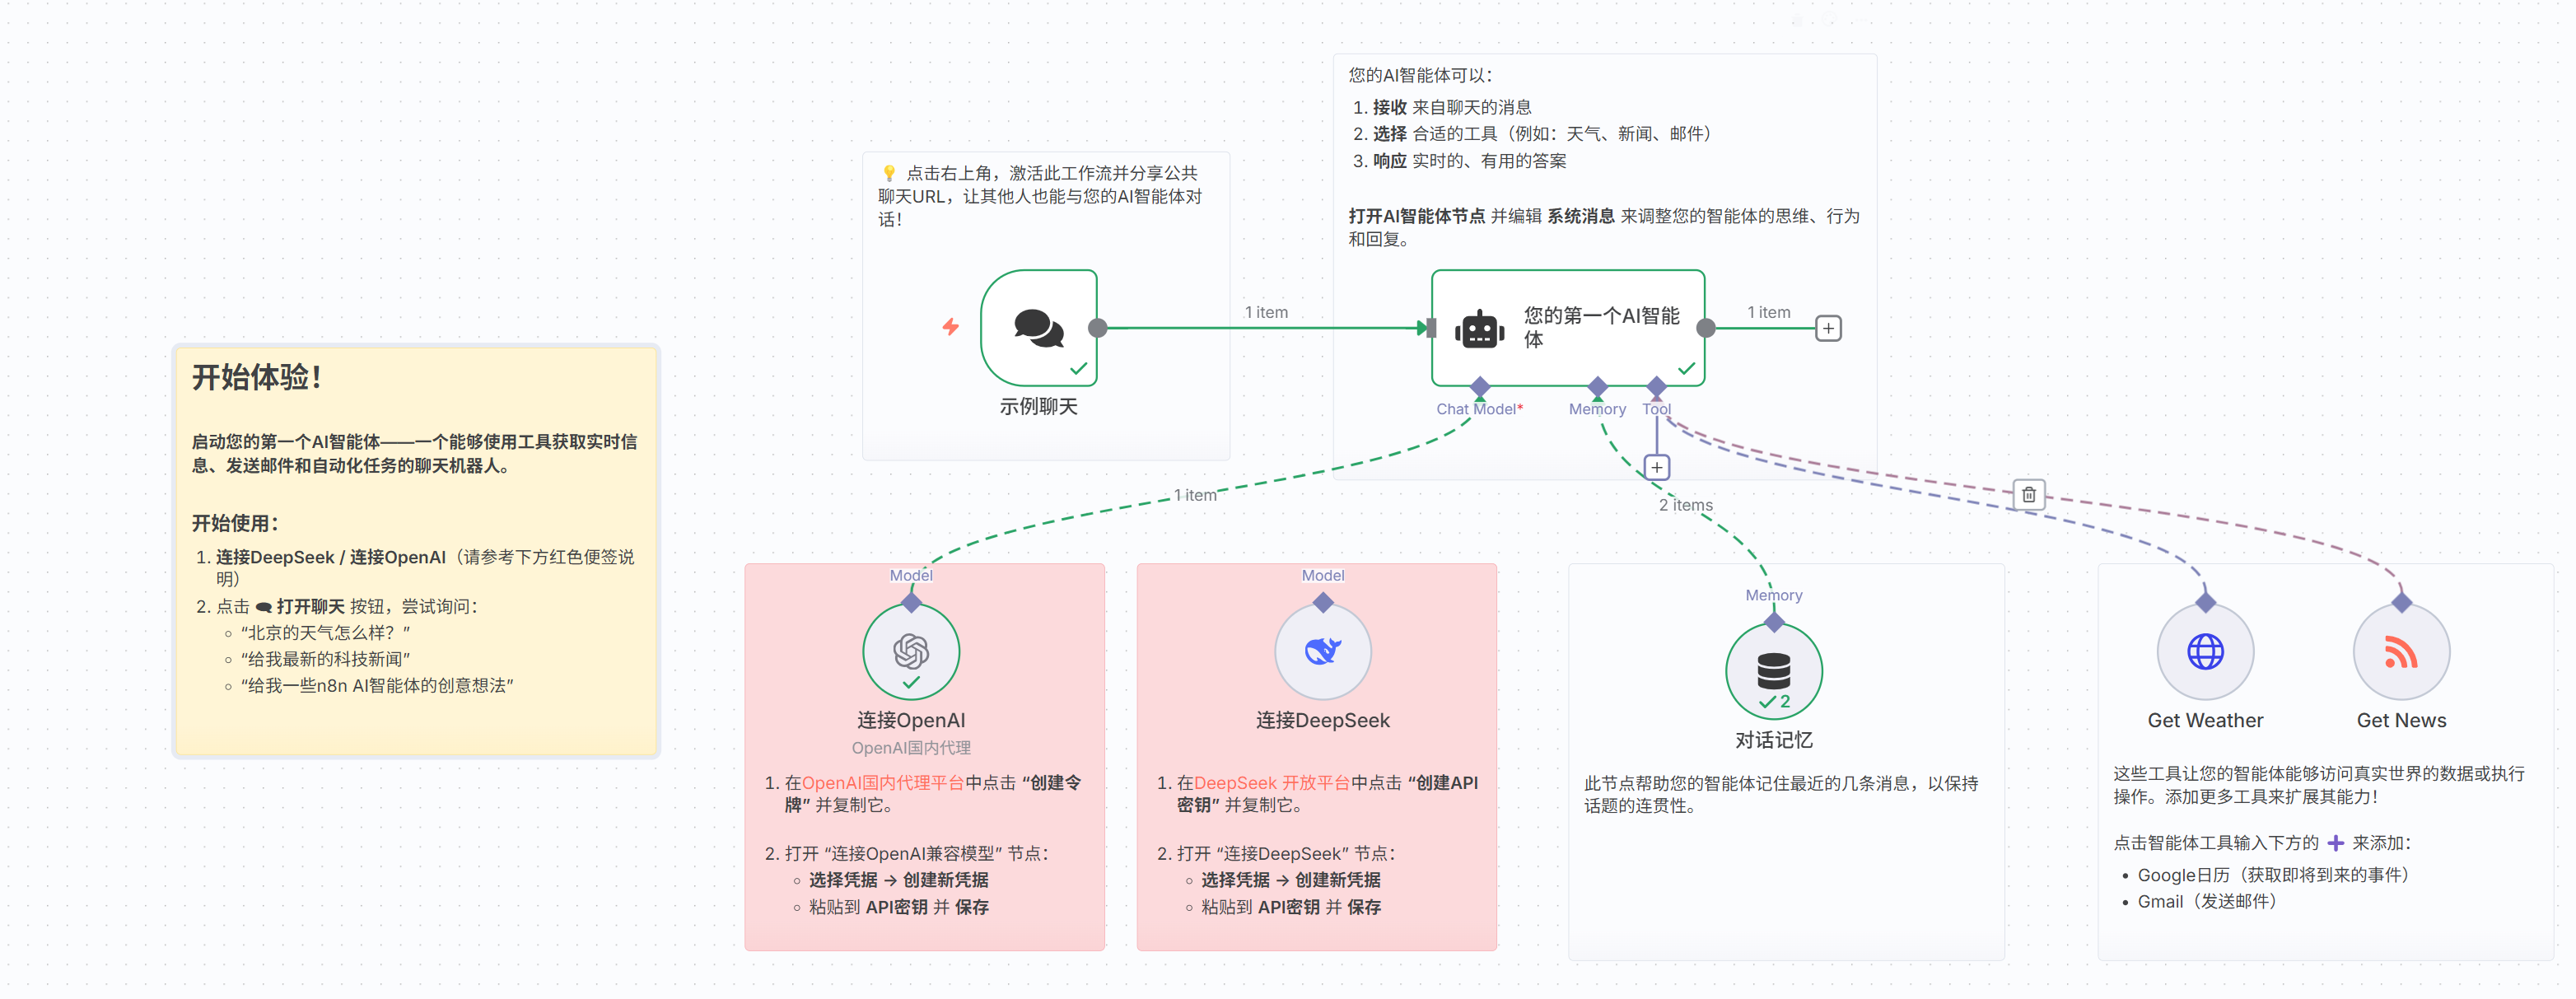 您的AI智能体可以：
1. 接收 来自聊天的消息
2. 选择 合适的工具（例如：天气、新闻、邮件）
3. 响应 实时的、有用的答案
打开AI智能体节点 并编辑 系统消息 来调整您的智能体的思维、行为
和回复。
💡 点击右上角，激活此工作流并分享公共
聊天URL，让其他人也能与您的AI智能体对
话！
1 item
您的第一个AI智能
体
1 item
示例聊天
Chat Model*
Memory
Tool
开始体验！
启动您的第一个AI智能体——一个能够使用工具获取实时信
息、发送邮件和自动化任务的聊天机器人。
开始使用：
1. 连接DeepSeek / 连接OpenAI（请参考下方红色便签说
明）
2. 点击 打开聊天 按钮，尝试询问：
“北京的天气怎么样？”
“给我最新的科技新闻”
“给我一些n8n AI智能体的创意想法”
1 item
2 items
Model
连接OpenAI
OpenAI国内代理
1. 在OpenAI国内代理平台中点击 “创建令
牌” 并复制它。
2. 打开 “连接OpenAI兼容模型” 节点：
选择凭据 → 创建新凭据
粘贴到 API密钥 并 保存
Model
连接DeepSeek
1. 在DeepSeek 开放平台中点击 “创建API
密钥” 并复制它。
2. 打开 “连接DeepSeek” 节点：
选择凭据 → 创建新凭据
粘贴到 API密钥 并 保存
Memory
2
对话记忆
此节点帮助您的智能体记住最近的几条消息，以保持
话题的连贯性。
Get Weather
Get News
这些工具让您的智能体能够访问真实世界的数据或执行
操作。添加更多工具来扩展其能力！
点击智能体工具输入下方的 ➕ 来添加：
• Google日历（获取即将到来的事件）
• Gmail（发送邮件）